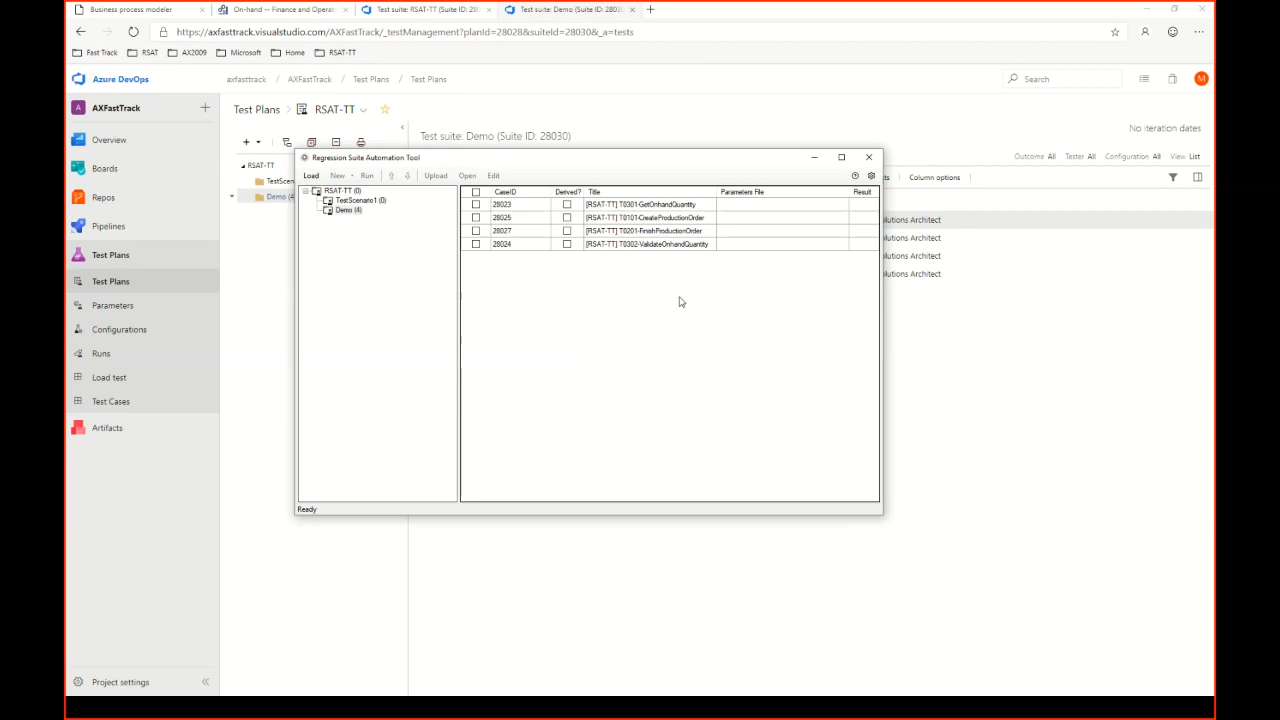 Business process modeler
On-hand -- Finance and Operat
Test suite: RSAT-TT (Suite ID: 28
Test suite: Demo (Suite ID: 2803
https://axfasttrack.visualstudio.com/AXFastTrack/_testManagement?planId=28028&suiteId=28030&_a=tests
Fast Track
RSAT
AX2009
Microsoft
Home
RSAT-TT
Azure DevOps
axfasttrack / AXFastTrack / Test Plans / Test Plans
Search
M
A AXFastTrack
Test Plans > RSAT-TT
Overview
Boards
Repos
Pipelines
Test Plans
Test Plans
Parameters
Configurations
Runs
Load test
Test Cases
Artifacts
Project settings
RSAT-TT
TestScen
Demo (4
Test suite: Demo (Suite ID: 28030)
No iteration dates
Outcome All Tester All Configuration All View List
ts Column options
olutions Architect
olutions Architect
olutions Architect
olutions Architect
Regression Suite Automation Tool
Load New Run Upload Open Edit
RSAT-TT (0)
TestScenario1 (0)
Demo (4)
CaseID Derived? Title Parameters File Result
28023 [RSAT-TT] T0301-GetOnhandQuantity
28025 [RSAT-TT] T0101-CreateProductionOrder
28027 [RSAT-TT] T0201-FinishProductionOrder
28024 [RSAT-TT] T0302-ValidateOnhandQuantity
Ready